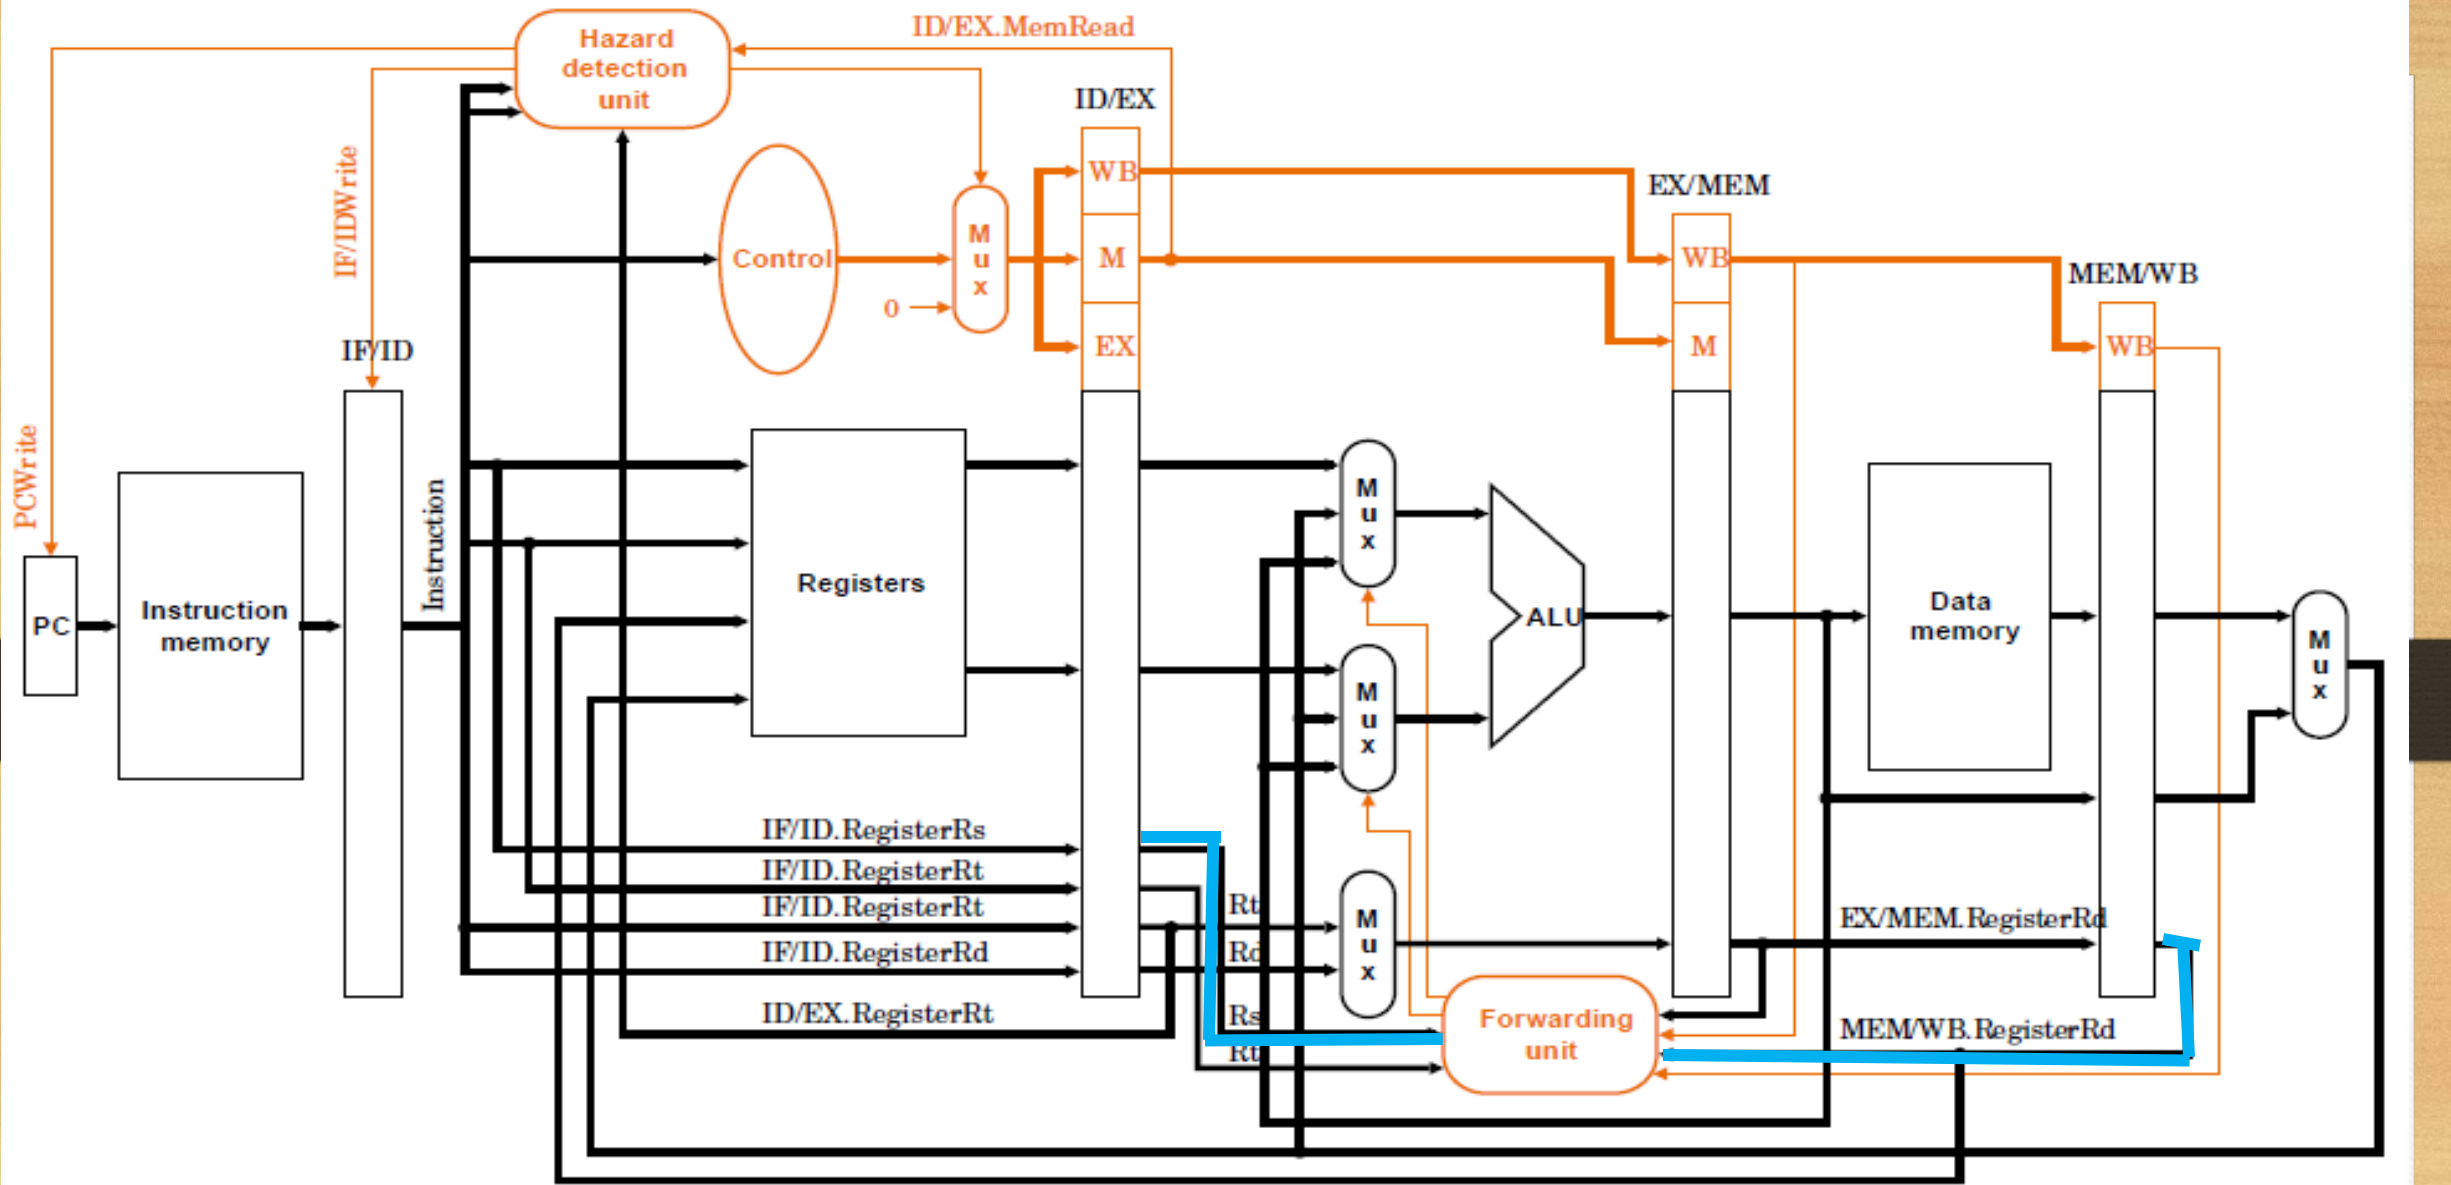 ID/EX.MemRead
Hazard
detection
unit
ID/EX
IF/IDWrite
WB
EX/MEM
M
u
x
Control
M
WB
MEM/WB
0
EX
M
WB
IF/ID
PCWrite
Instruction
M
u
x
PC
Instruction
memory
Registers
ALU
Data
memory
M
u
x
M
u
x
IF/ID.RegisterRs
IF/ID.RegisterRt
IF/ID.RegisterRt
IF/ID.RegisterRd
Rt
Rd
M
u
x
EX/MEM.RegisterRd
ID/EX.RegisterRt
Rs
Rt
Forwarding
unit
MEM/WB.RegisterRd